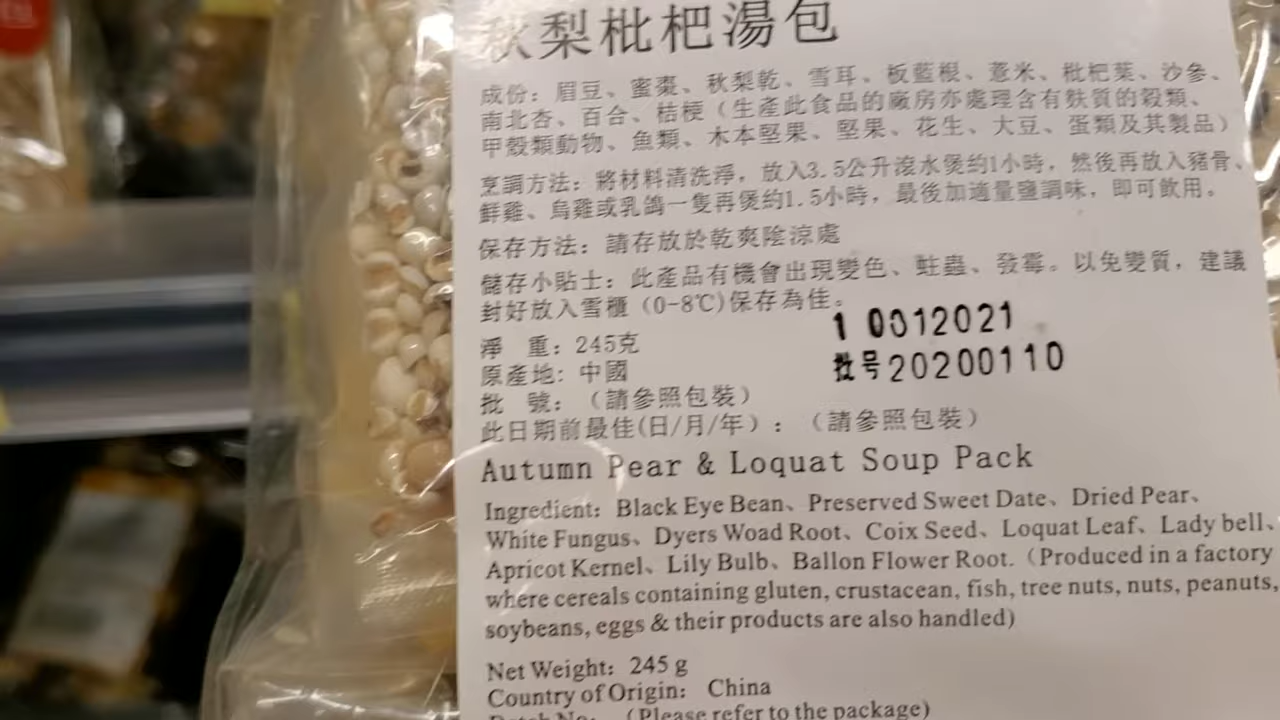 秋梨枇杷湯包
成份：眉豆、蜜棗、秋梨乾、雪耳、板藍根、薏米、枇杷葉、沙參、
南北杏、百合、桔梗（生產此食品的廠房亦處理含有麩質的穀類、
甲殼類動物、魚類、木本堅果、堅果、花生、大豆、蛋類及其製品）
烹調方法：將材料清洗淨，放入3.5公升滾水煲約1小時，然後再放入豬骨、
鮮雞、烏雞或乳鴿一隻再煲約1.5小時，最後加適量鹽調味，即可飲用。
保存方法：請存放於乾爽陰涼處
儲存小貼士：此產品有機會出現變色、蛀蟲、發霉。以免變質，建議
封好放入雪櫃（0-8℃)保存為佳。
1 0012021
淨 重：245克
批号20200110
原產地：中國
批 號：（請參照包裝）
此日期前最佳(日/月/年）：（請參照包裝）
Autumn Pear & Loquat Soup Pack
Ingredient：Black Eye Bean、Preserved Sweet Date、Dried Pear、
White Fungus、Dyers Woad Root、Coix Seed、Loquat Leaf、Lady bell、
Apricot Kernel、Lily Bulb、Ballon Flower Root.（Produced in a factory
where cereals containing gluten, crustacean, fish, tree nuts, nuts, peanuts,
soybeans, eggs & their products are also handled)
Net Weight：245 g
Country of Origin： China
Batch No：（Please refer to the package)